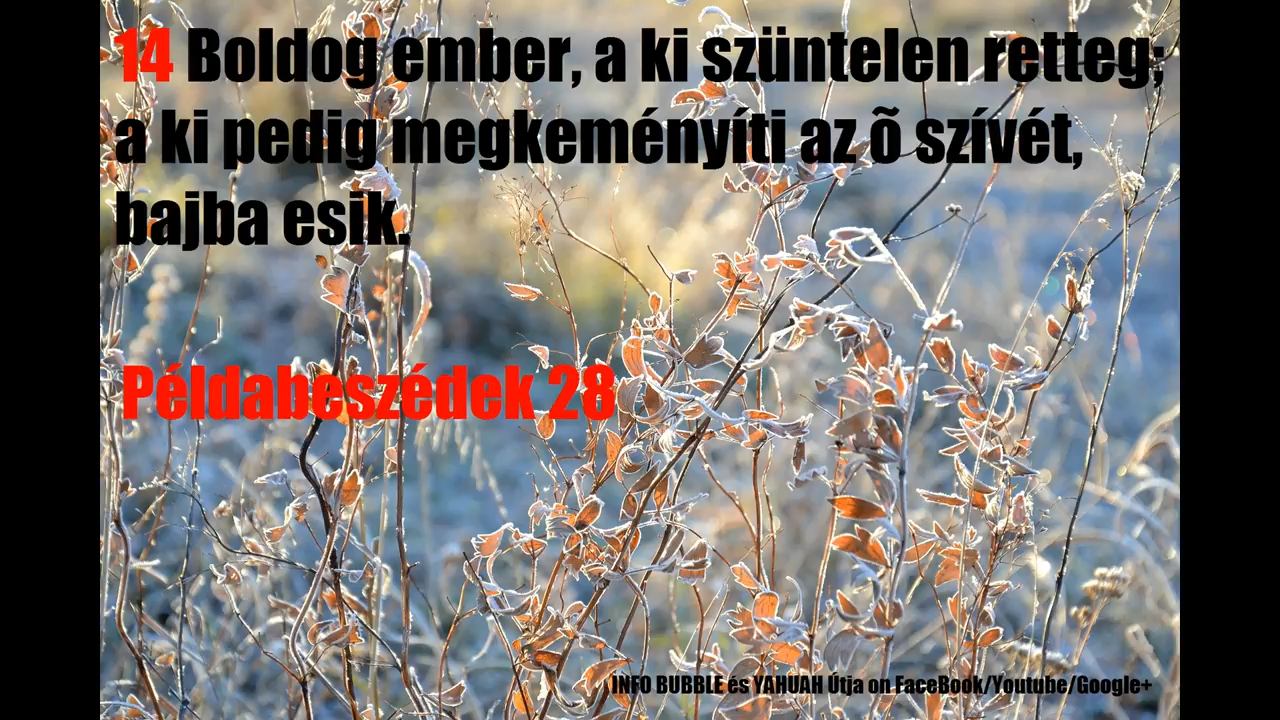 14 Boldog ember, a ki szüntelen retteg;
a ki pedig megkeményíti az õ szívét,
bajba esik.
Példabeszédek 28
INFO BUBBLE és YAHUAH Útja on FaceBook/Youtube/Google+